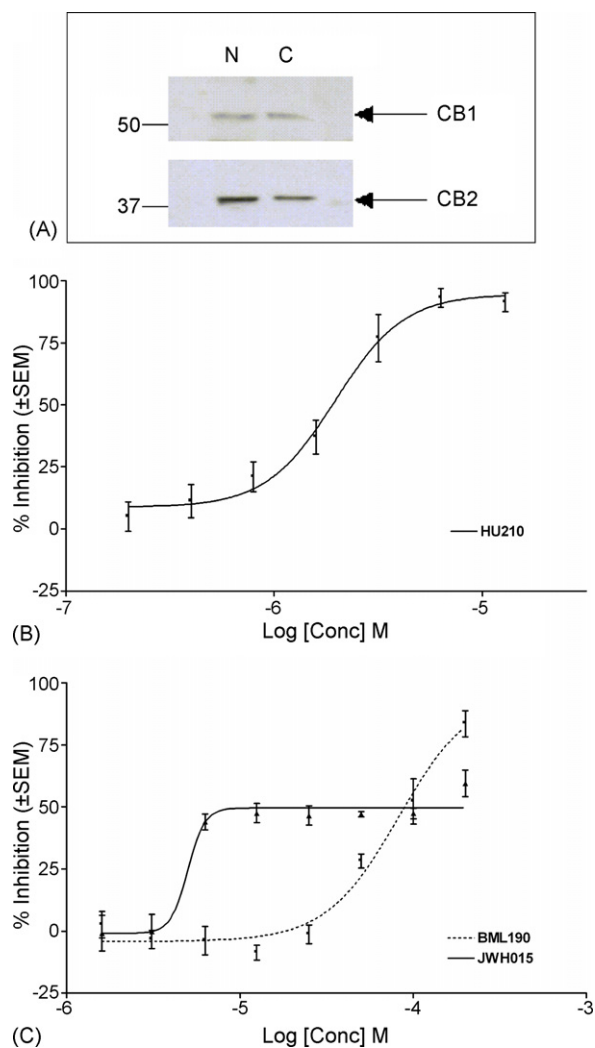 N C
50
CB1
37
CB2
(A)
100
75
50
25
0
-25
% Inhibition (±SEM)
HU210
-7 -6 -5
Log [Conc] M
(B)
100
75
50
25
0
-25
% Inhibition (±SEM)
BML190
JWH015
-6 -5 -4 -3
Log [Conc] M
(C)